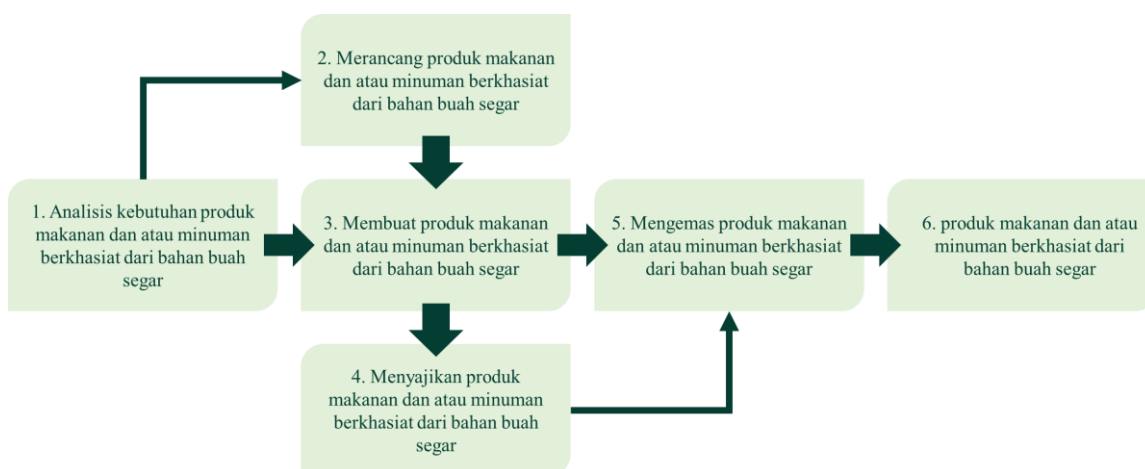 2. Merancang produk makanan
dan atau minuman berkhasiat
dari bahan buah segar
1. Analisis kebutuhan produk
makanan dan atau minuman
berkhasiat dari bahan buah
segar
3. Membuat produk makanan
dan atau minuman berkhasiat
dari bahan buah segar
5. Mengemas produk makanan
dan atau minuman berkhasiat
dari bahan buah segar
6. produk makanan dan atau
minuman berkhasiat dari
bahan buah segar
4. Menyajikan produk
makanan dan atau minuman
berkhasiat dari bahan buah
segar